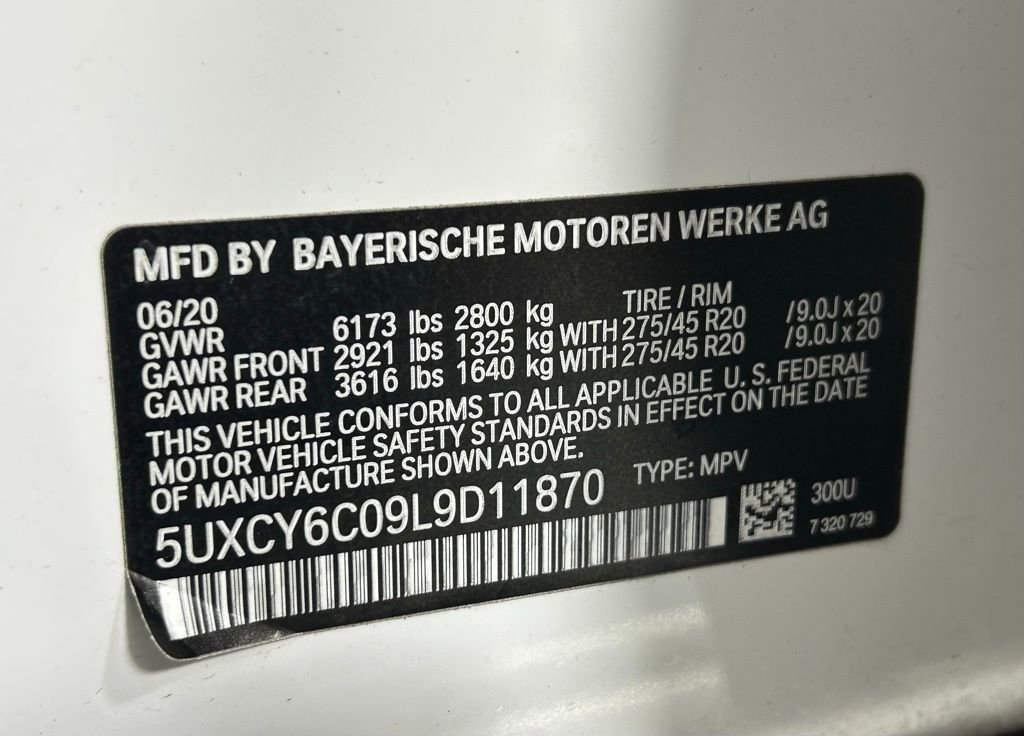 MFD BY BAYERISCHE MOTOREN WERKE AG
06/20 TIRE / RIM
GVWR 6173 lbs 2800 kg
GAWR FRONT 2921 lbs 1325 kg WITH 275/45 R20 /9.0J x 20
GAWR REAR 3616 lbs 1640 kg WITH 275/45 R20 /9.0J x 20
THIS VEHICLE CONFORMS TO ALL APPLICABLE U. S. FEDERAL
MOTOR VEHICLE SAFETY STANDARDS IN EFFECT ON THE DATE
OF MANUFACTURE SHOWN ABOVE.
5UXCY6C09L9D11870 TYPE: MPV
300U
7 320 729